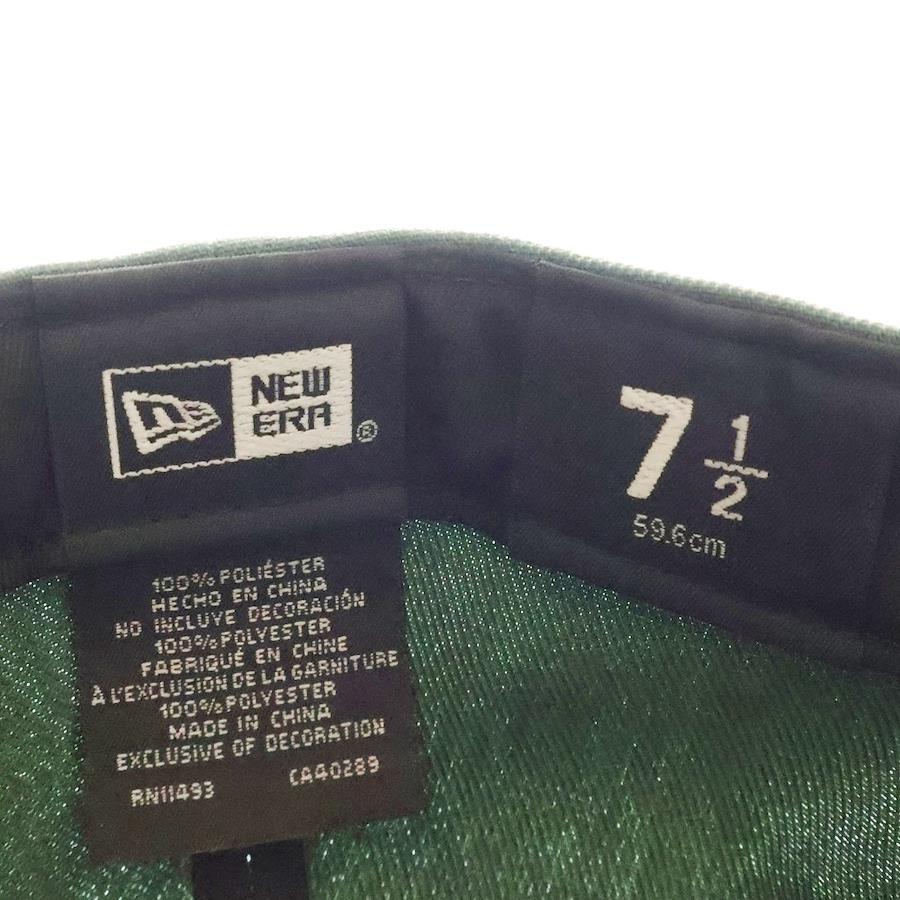 NEW
ERA®
7 1/2
59.6cm
100% POLIÉSTER
HECHO EN CHINA
NO INCLUYE DECORACIÓN
100% POLYESTER
FABRIQUÉ EN CHINE
À L'EXCLUSION DE LA GARNITURE
100% POLYESTER
MADE IN CHINA
EXCLUSIVE OF DECORATION
RN11493 CA40289